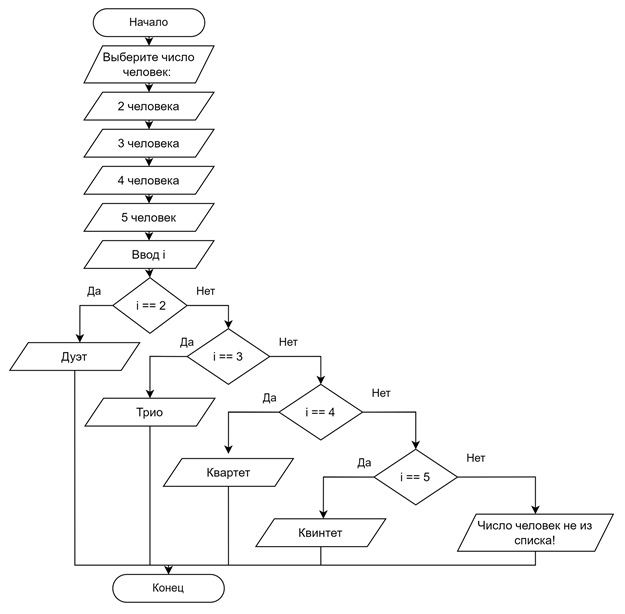 Начало
Выберите число
человек:
2 человека
3 человека
4 человека
5 человек
Ввод i
Да
i == 2
Нет
Дуэт
Да
i == 3
Нет
Трио
Да
i == 4
Нет
Квартет
Да
i == 5
Нет
Квинтет
Число человек не из
списка!
Конец